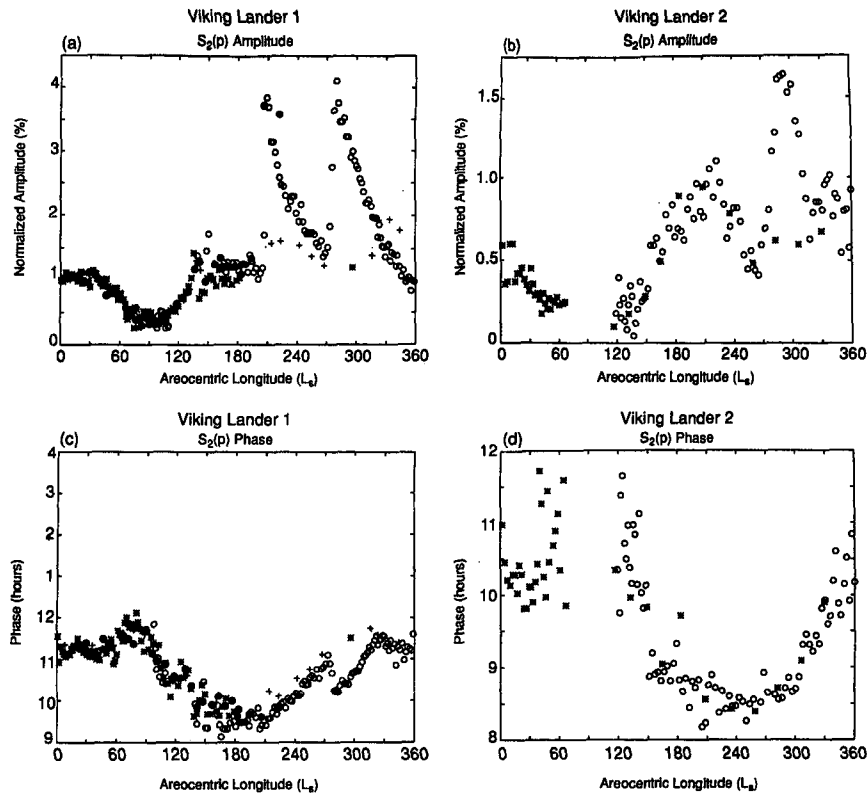 Viking Lander 1
(a) S₂(p) Amplitude
Normalized Amplitude (%)
4
3
2
1
0
0 60 120 180 240 300 360
Areocentric Longitude (Lₛ)
Viking Lander 2
(b) S₂(p) Amplitude
Normalized Amplitude (%)
1.5
1.0
0.5
0
0 60 120 180 240 300 360
Areocentric Longitude (Lₛ)
Viking Lander 1
(c) S₂(p) Phase
Phase (hours)
4
3
2
1
12
11
10
9
0 60 120 180 240 300 360
Areocentric Longitude (Lₛ)
Viking Lander 2
(d) S₂(p) Phase
Phase (hours)
12
11
10
9
8
0 60 120 180 240 300 360
Areocentric Longitude (Lₛ)